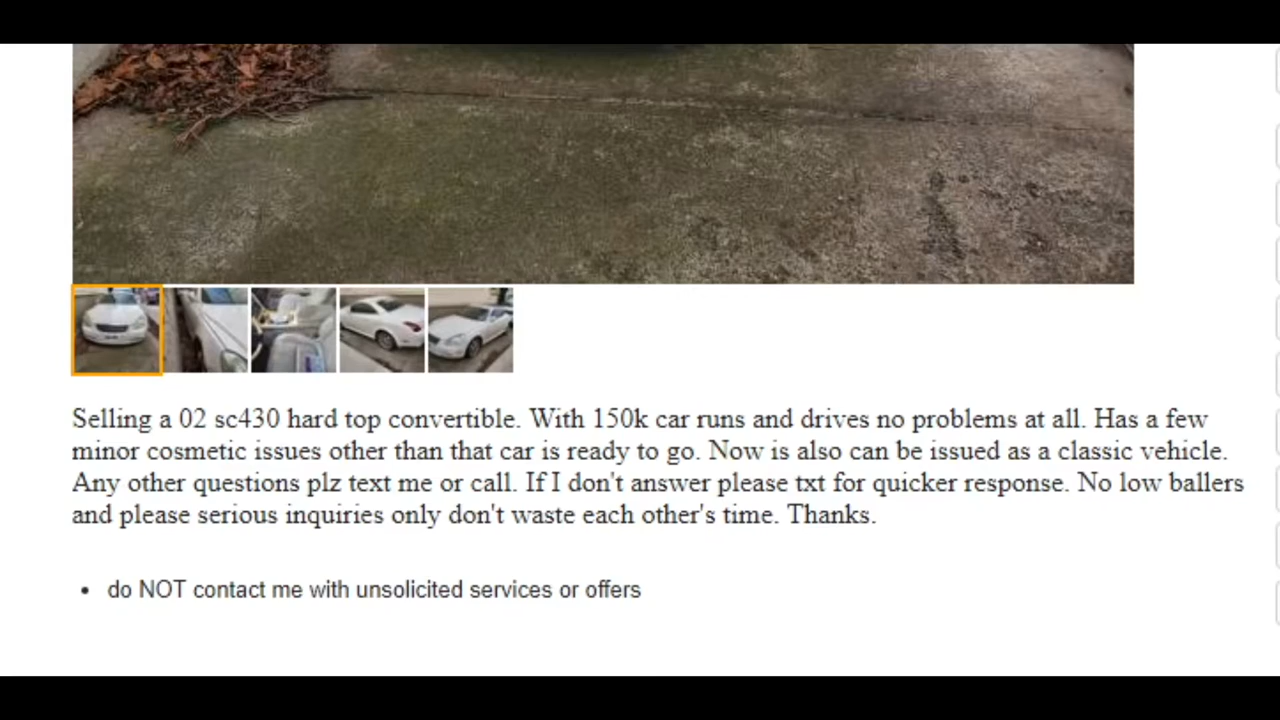 Selling a 02 sc430 hard top convertible. With 150k car runs and drives no problems at all. Has a few
minor cosmetic issues other than that car is ready to go. Now is also can be issued as a classic vehicle.
Any other questions plz text me or call. If I don't answer please txt for quicker response. No low ballers
and please serious inquiries only don't waste each other's time. Thanks.
• do NOT contact me with unsolicited services or offers